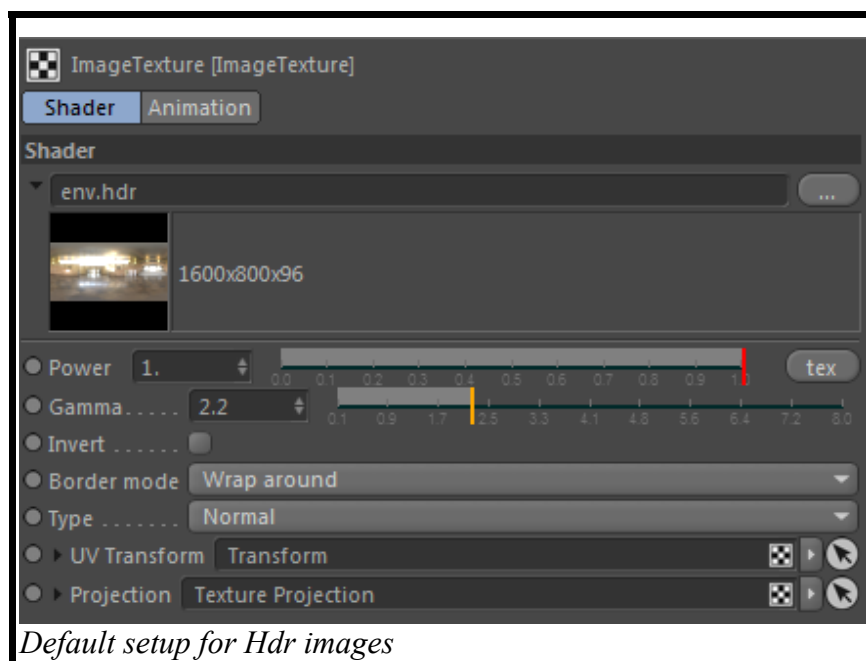 ImageTexture [ImageTexture]
Shader Animation
Shader
env.hdr ...
1600x800x96
Power 1. 0.0 0.1 0.2 0.3 0.4 0.5 0.6 0.7 0.8 0.9 1.0 tex
Gamma..... 2.2 0.1 0.9 1.7 2.5 3.3 4.1 4.8 5.6 6.4 7.2 8.0
Invert ......
Border mode Wrap around
Type ....... Normal
UV Transform Transform
Projection Texture Projection
Default setup for Hdr images